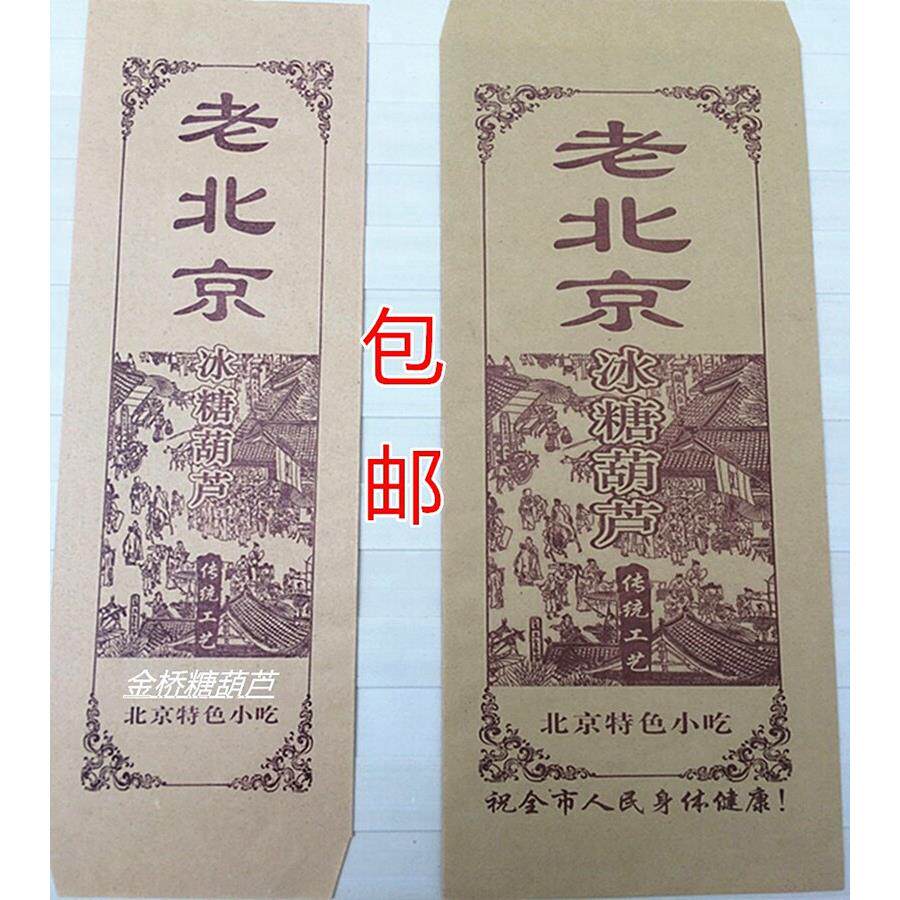 老北京
冰糖葫芦
传统工艺
金桥糖葫芦
北京特色小吃
包邮
老北京
冰糖葫芦
传统工艺
北京特色小吃
祝全市人民身体健康!